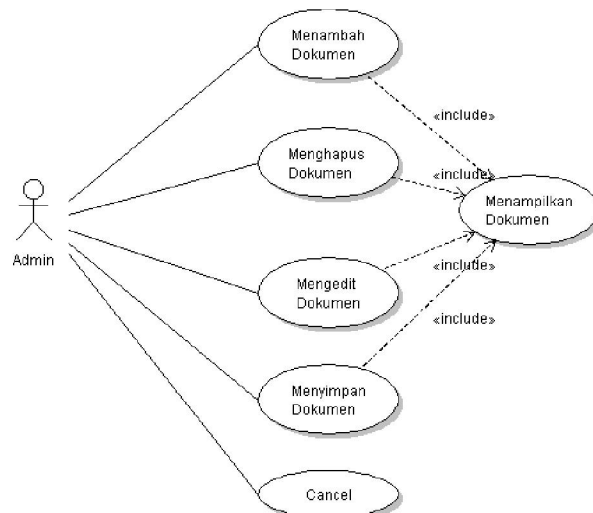 Menambah
Dokumen
«include»
Menghapus
Dokumen
«include»
Menampilkan
Dokumen
Admin
Mengedit
Dokumen
«include»
«include»
Menyimpan
Dokumen
Cancel